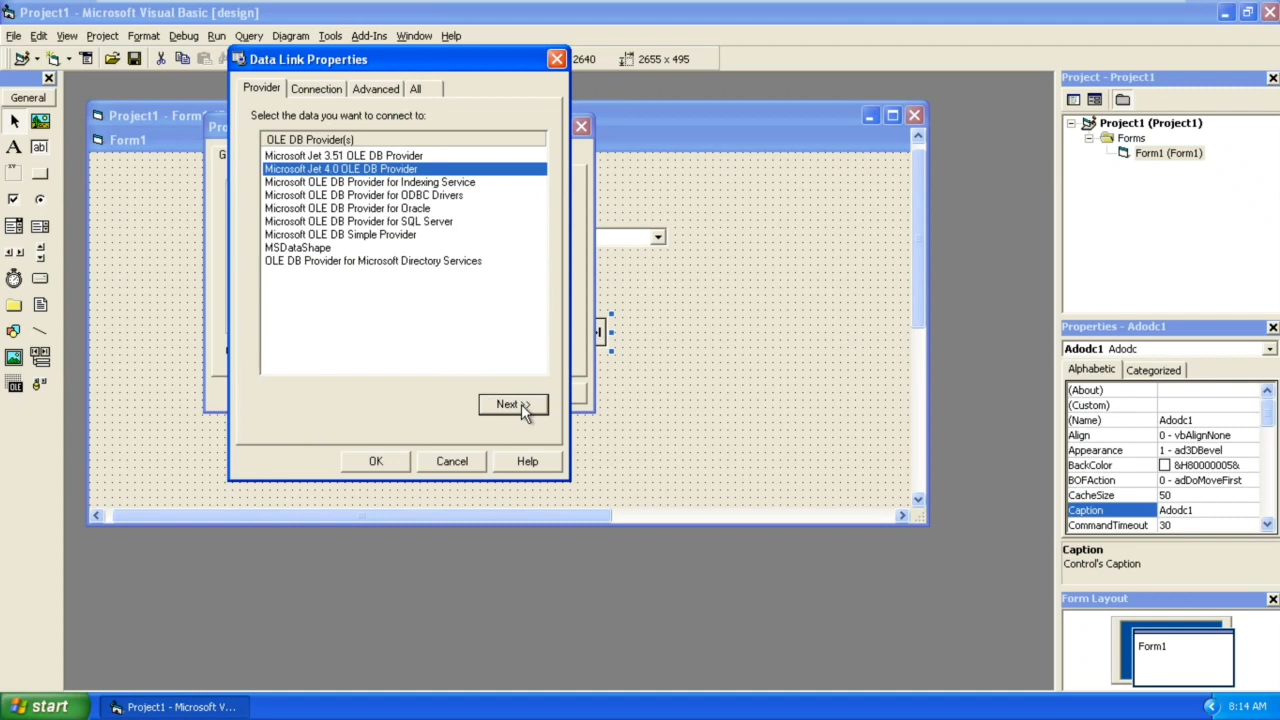 Project1 - Microsoft Visual Basic [design]
File Edit View Project Format Debug Run Query Diagram Tools Add-Ins Window Help
2640 2655 x 495
General
Project1 - Form
Form1
Data Link Properties
Provider Connection Advanced All
Select the data you want to connect to:
OLE DB Provider(s)
Microsoft Jet 3.51 OLE DB Provider
Microsoft Jet 4.0 OLE DB Provider
Microsoft OLE DB Provider for Indexing Service
Microsoft OLE DB Provider for ODBC Drivers
Microsoft OLE DB Provider for Oracle
Microsoft OLE DB Provider for SQL Server
Microsoft OLE DB Simple Provider
MSDataShape
OLE DB Provider for Microsoft Directory Services
Next >>
OK Cancel Help
Project - Project1
Project1 (Project1)
Forms
Form1 (Form1)
Properties - Adodc1
Adodc1 Adodc
Alphabetic Categorized
(About)
(Custom)
(Name) Adodc1
Align 0 - vbAlignNone
Appearance 1 - ad3DBevel
BackColor &H80000005&
BOFAction 0 - adDoMoveFirst
CacheSize 50
Caption Adodc1
CommandTimeout 30
Caption
Control's Caption
Form Layout
Form1
start
Project1 - Microsoft V...
8:14 AM